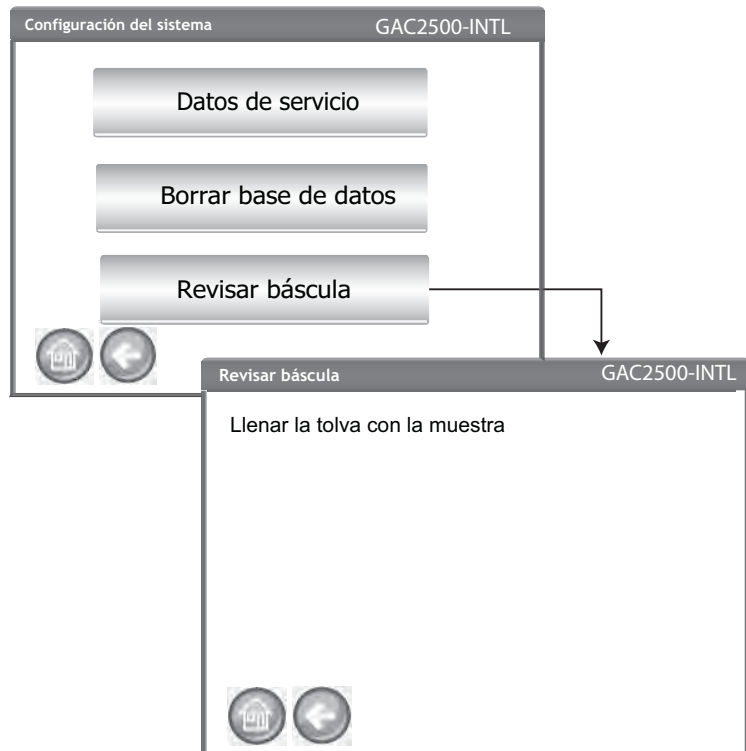 Configuración del sistema GAC2500-INTL
Datos de servicio
Borrar base de datos
Revisar báscula
Revisar báscula GAC2500-INTL
Llenar la tolva con la muestra